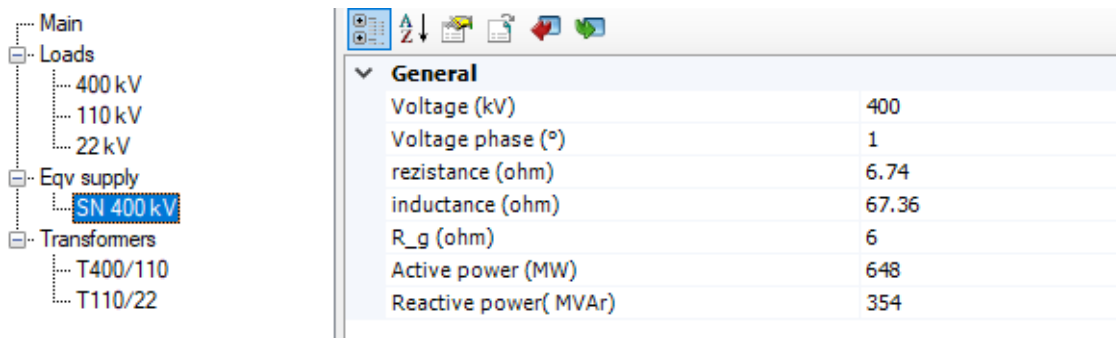 Main
Loads
400 kV
110 kV
22 kV
Eqv supply
SN 400 kV
Transformers
T400/110
T110/22
A
Z
General
Voltage (kV) 400
Voltage phase (º) 1
rezistance (ohm) 6.74
inductance (ohm) 67.36
R_g (ohm) 6
Active power (MW) 648
Reactive power( MVAr) 354